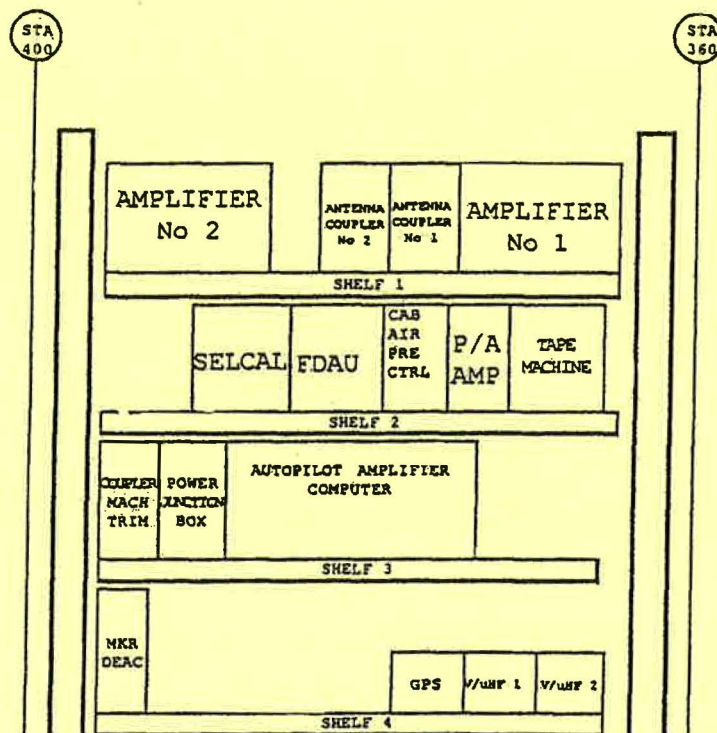 STA
400
STA
360
AMPLIFIER
No 2
ANTENNA
COUPLER
No 2
ANTENNA
COUPLER
No 1
AMPLIFIER
No 1
SHELF 1
SELCAL
FDAU
CAB
AIR
PRE
CTRL
P/A
AMP
TAPE
MACHINE
SHELF 2
COUPLER
MACH
TRIM
POWER
JUNCTION
BOX
AUTOPILOT AMPLIFIER
COMPUTER
SHELF 3
MKR
DEAC
GPS
V/uHF 1
V/uHF 2
SHELF 4